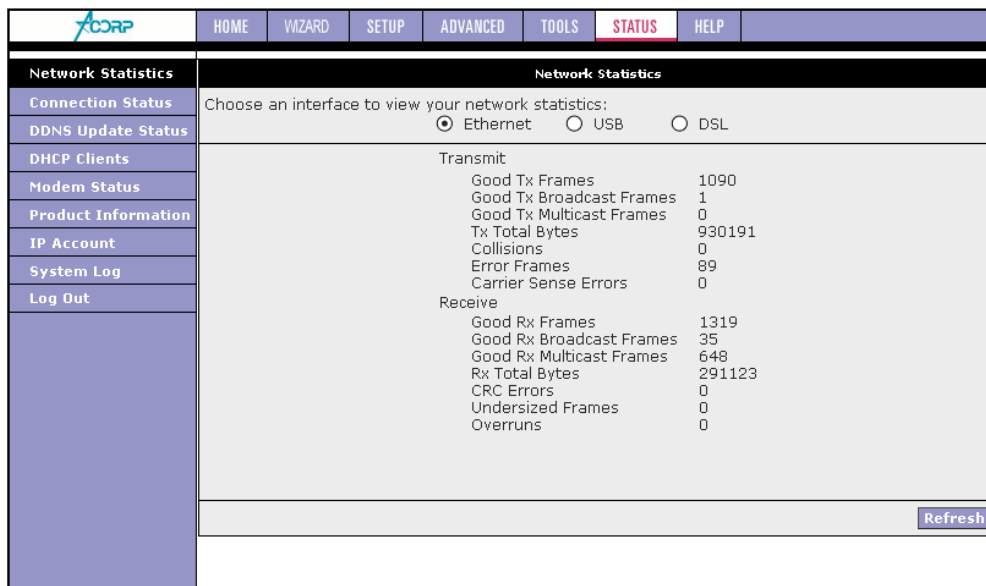 ACORP HOME WIZARD SETUP ADVANCED TOOLS STATUS HELP
Network Statistics
Connection Status
DDNS Update Status
DHCP Clients
Modem Status
Product Information
IP Account
System Log
Log Out
Network Statistics
Choose an interface to view your network statistics:
Ethernet USB DSL
Transmit
Good Tx Frames 1090
Good Tx Broadcast Frames 1
Good Tx Multicast Frames 0
Tx Total Bytes 930191
Collisions 0
Error Frames 89
Carrier Sense Errors 0
Receive
Good Rx Frames 1319
Good Rx Broadcast Frames 35
Good Rx Multicast Frames 648
Rx Total Bytes 291123
CRC Errors 0
Undersized Frames 0
Overruns 0
Refresh